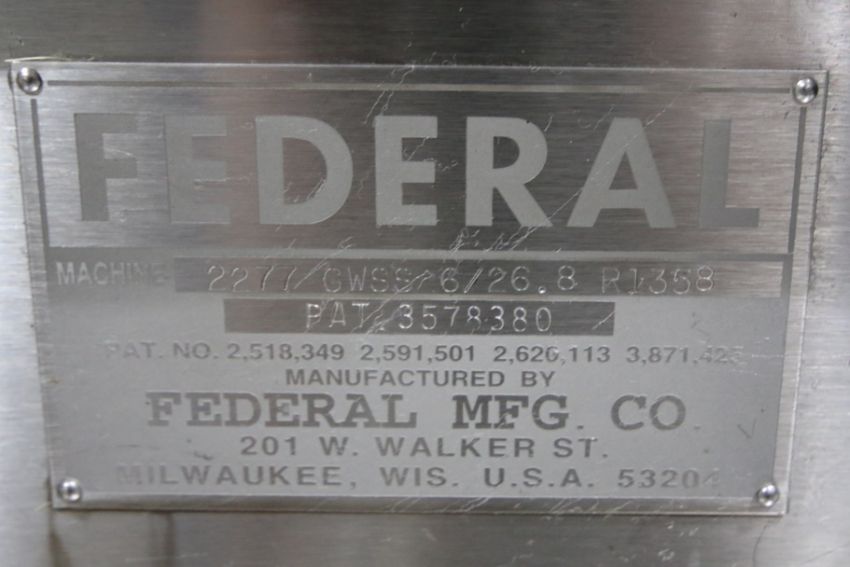 FEDERAL
MACHINE 2277/GWSS-6/26.8 R1358
PAT.3578380
PAT. NO. 2,518,349 2,591,501 2,626,113 3,871,425
MANUFACTURED BY
FEDERAL MFG. CO.
201 W. WALKER ST.
MILWAUKEE, WIS. U.S.A. 53204